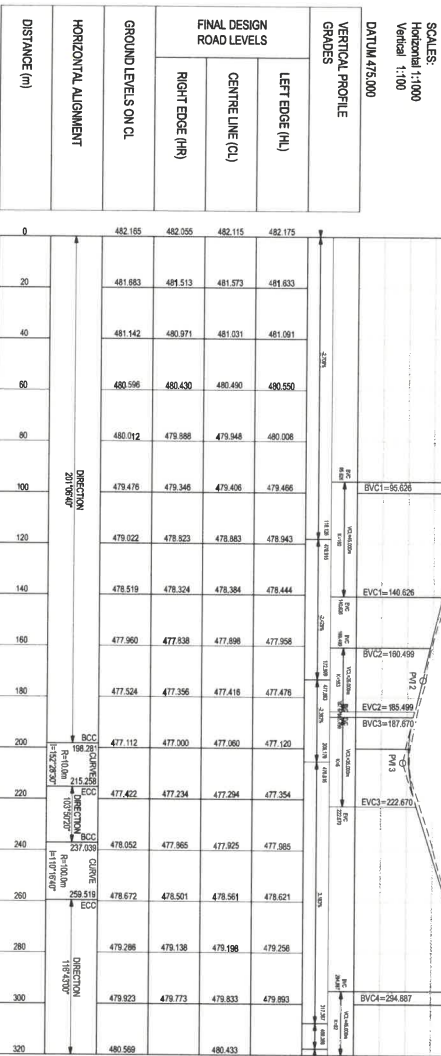 SCALES:
Horizontal 1:1000
Vertical 1:100
DATUM 475.000
BVC1=95.626
EVC1=140.626
BVC2=160.499
PVI 2
EVC2=185.499
BVC3=187.670
PVI 3
EVC3=222.670
BVC4=294.887
VERTICAL PROFILE
GRADES
FINAL DESIGN
ROAD LEVELS
LEFT EDGE (HL)
482.175
481.633
481.091
480.550
480.008
479.466
478.943
478.444
477.958
477.476
477.120
477.354
477.985
478.621
479.256
479.893
CENTRE LINE (CL)
482.115
481.573
481.031
480.490
479.948
479.406
478.883
478.384
477.898
477.416
477.060
477.294
477.925
478.561
479.198
479.833
480.433
RIGHT EDGE (HR)
482.055
481.513
480.971
480.430
479.888
479.346
478.823
478.324
477.838
477.356
477.000
477.234
477.865
478.501
479.138
479.773
GROUND LEVELS ON CL
482.165
481.683
481.142
480.596
480.012
479.476
479.022
478.519
477.960
477.524
477.112
477.422
478.052
478.672
479.286
479.923
480.569
HORIZONTAL ALIGNMENT
DIRECTION
201°06'40"
BCC
198.281
CURVE
R=10.0m
I=152°28'30"
215.258
ECC
DIRECTION
103°50'20"
BCC
237.039
CURVE
R=100.0m
I=110°16'40"
259.519
ECC
DIRECTION
116°43'00"
DISTANCE (m)
0
20
40
60
80
100
120
140
160
180
200
220
240
260
280
300
320